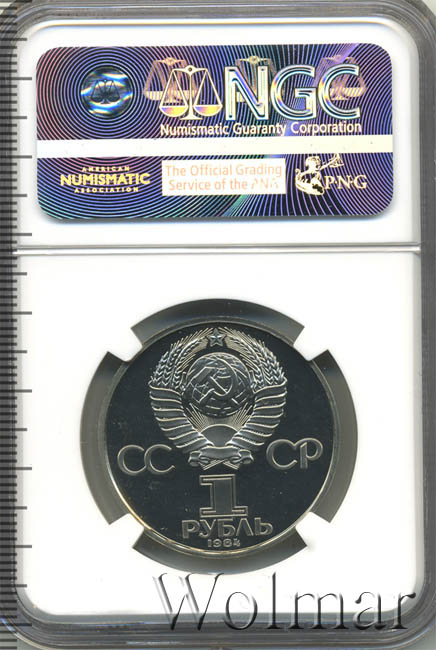 NGC
Numismatic Guaranty Corporation
AMERICAN
NUMISMATIC
ASSOCIATION
The Official Grading
Service of the PNG
PNG
СС СР
1
РУБЛЬ
1984
Wolmar